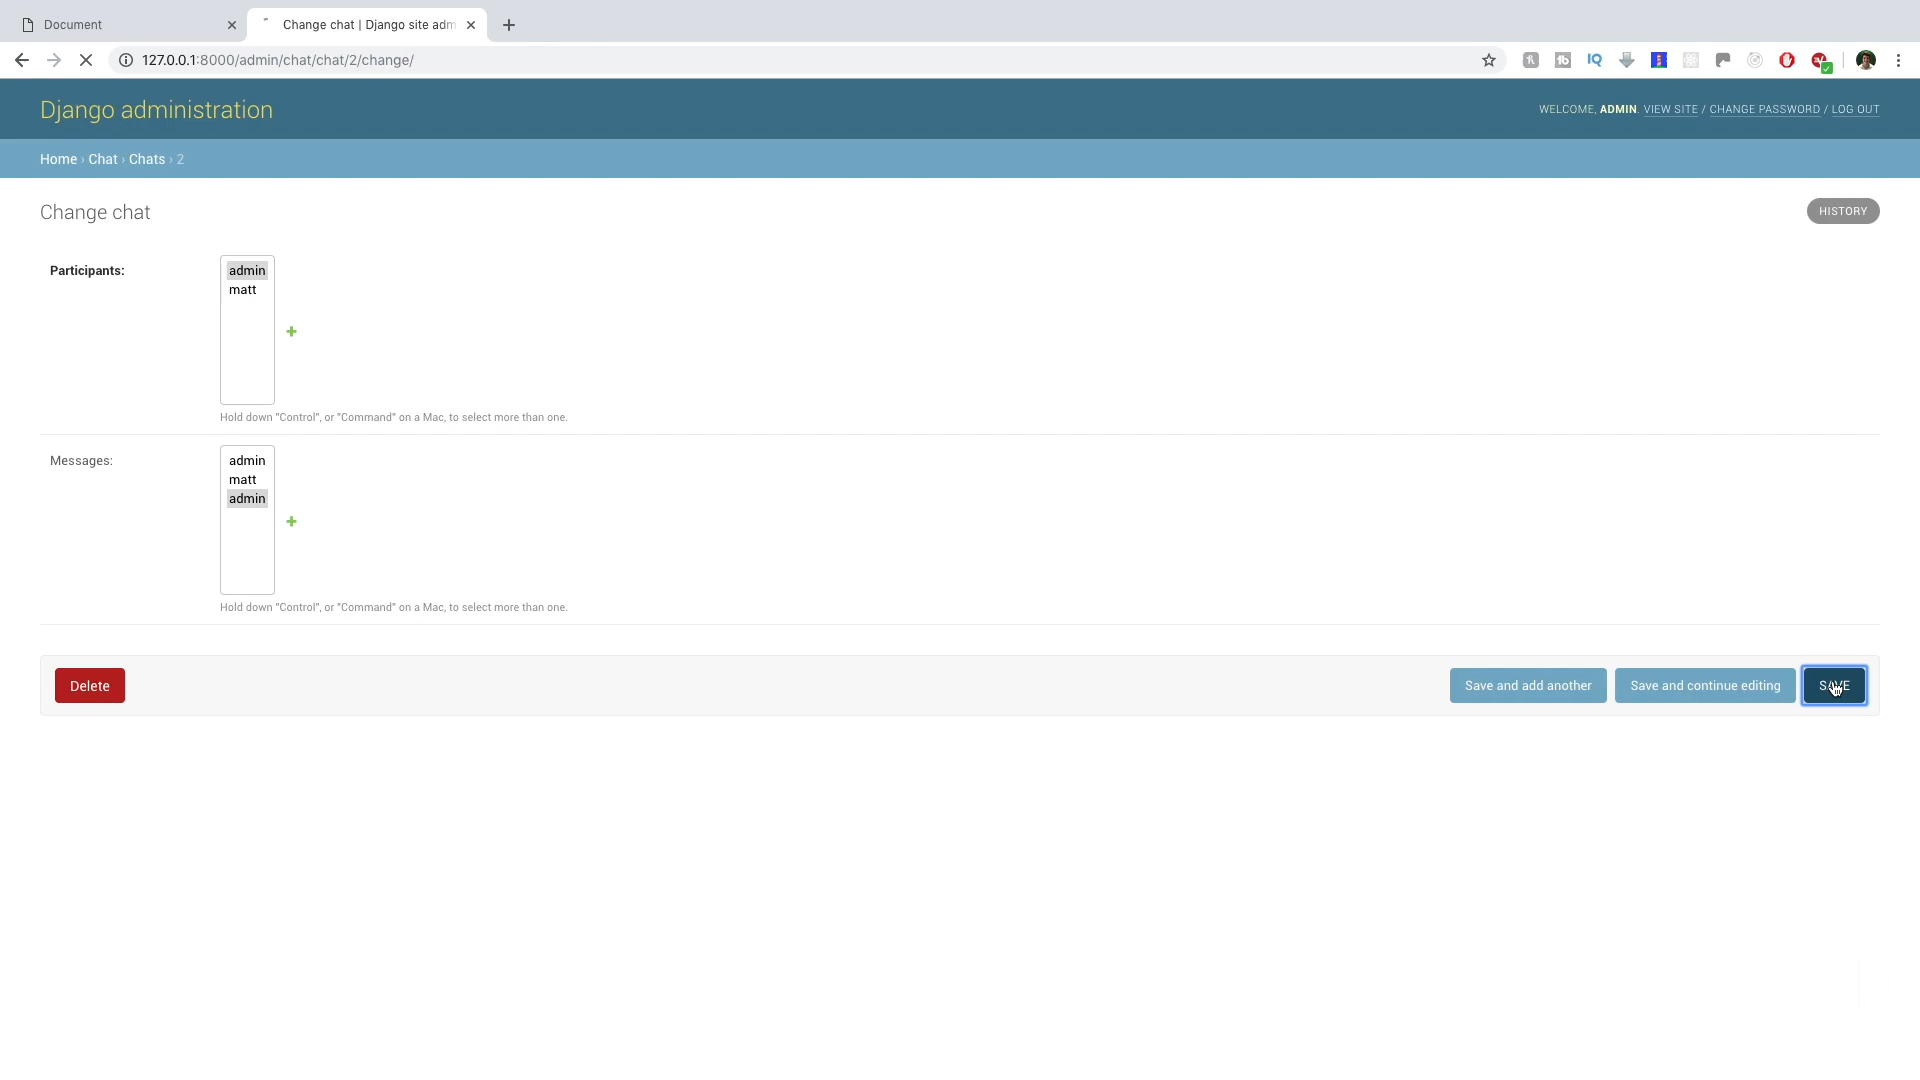 Document
Change chat | Django site adm
127.0.0.1:8000/admin/chat/chat/2/change/
Django administration
WELCOME, ADMIN. VIEW SITE / CHANGE PASSWORD / LOG OUT
Home › Chat › Chats › 2
Change chat
HISTORY
Participants:
admin
matt
Hold down "Control", or "Command" on a Mac, to select more than one.
Messages:
admin
matt
admin
Hold down "Control", or "Command" on a Mac, to select more than one.
Delete
Save and add another
Save and continue editing
SAVE